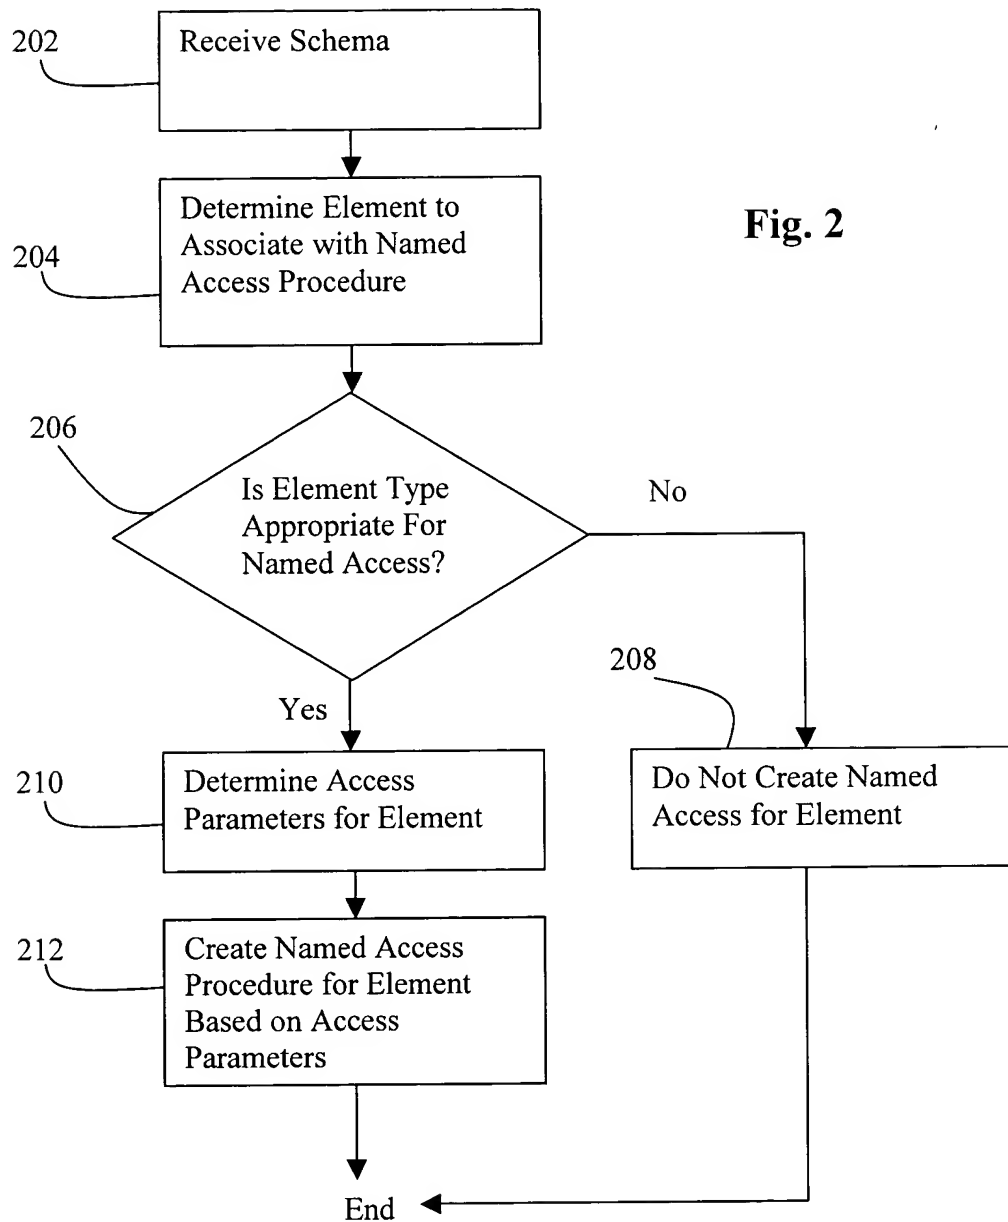 202
Receive Schema
204
Determine Element to
Associate with Named
Access Procedure
Fig. 2
206
Is Element Type
Appropriate For
Named Access?
No
Yes
208
210
Determine Access
Parameters for Element
Do Not Create Named
Access for Element
212
Create Named Access
Procedure for Element
Based on Access
Parameters
End